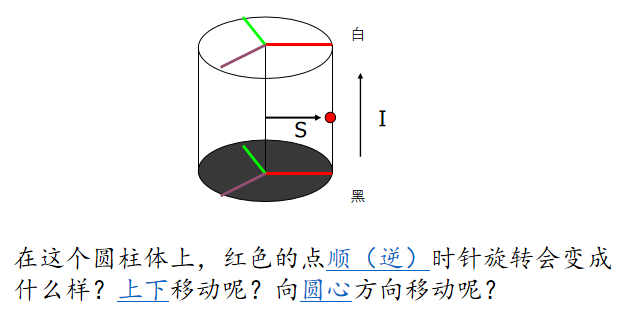 白
I
S
黑
在这个圆柱体上，红色的点顺（逆）时针旋转会变成
什么样？上下移动呢？向圆心方向移动呢？